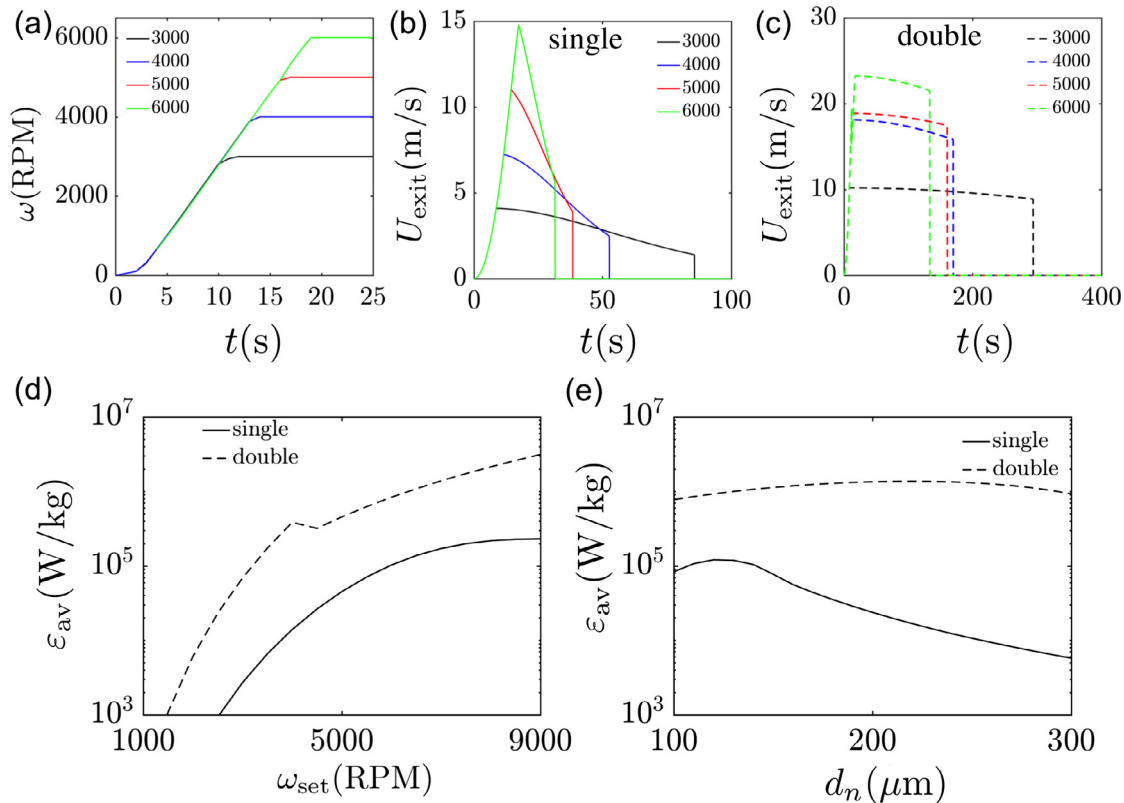 (a)
6000
4000
2000
0
ω(RPM)
3000
4000
5000
6000
0
5
10
15
20
25
t(s)
(b)
single
15
10
5
0
U_exit(m/s)
3000
4000
5000
6000
0
50
100
t(s)
(c)
double
30
20
10
0
U_exit(m/s)
3000
4000
5000
6000
0
200
400
t(s)
(d)
10^7
10^5
10^3
ε_av(W/kg)
single
double
1000
5000
9000
ω_set(RPM)
(e)
10^7
10^5
10^3
ε_av(W/kg)
single
double
100
200
300
d_n(μm)